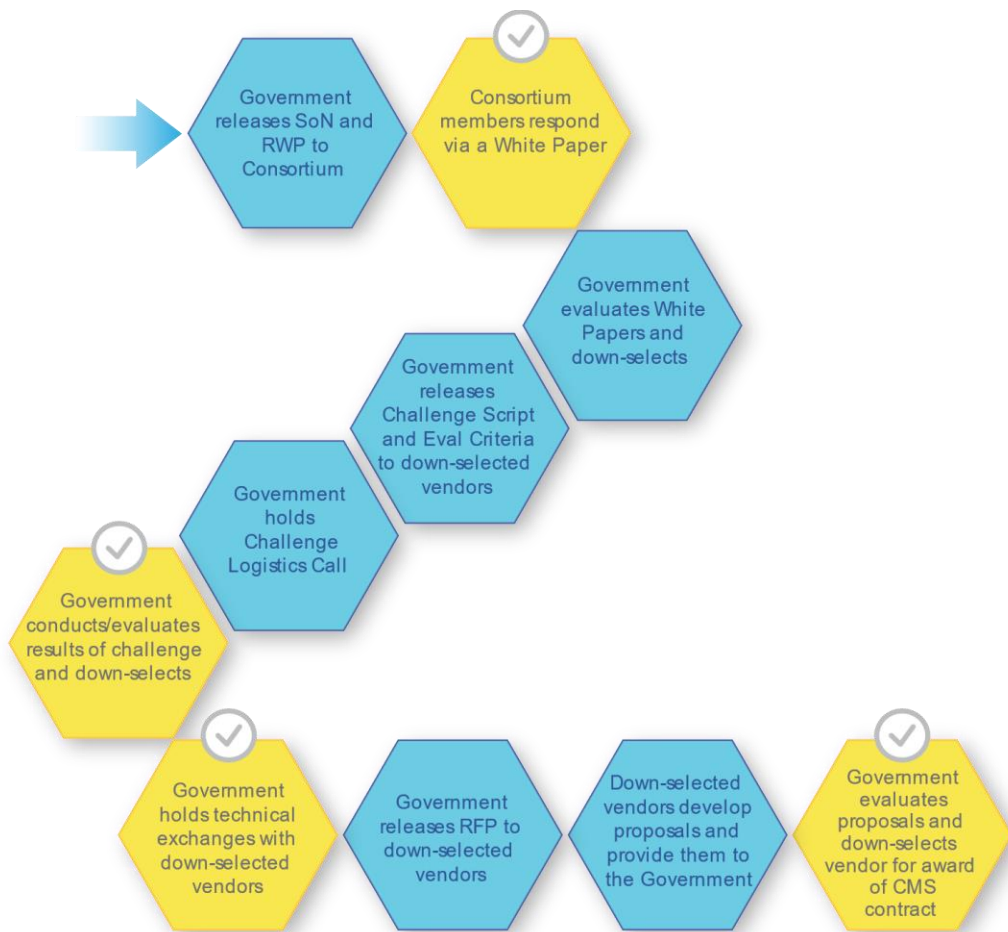 Government
releases SoN and
RWP to
Consortium
Consortium
members respond
via a White Paper
Government
evaluates White
Papers and
down-selects
Government
releases
Challenge Script
and Eval Criteria
to down-selected
vendors
Government
holds
Challenge
Logistics Call
Government
conducts/evaluates
results of challenge
and down-selects
Government
holds technical
exchanges with
down-selected
vendors
Government
releases RFP to
down-selected
vendors
Down-selected
vendors develop
proposals and
provide them to
the Government
Government
evaluates
proposals and
down-selects
vendor for award
of CMS
contract